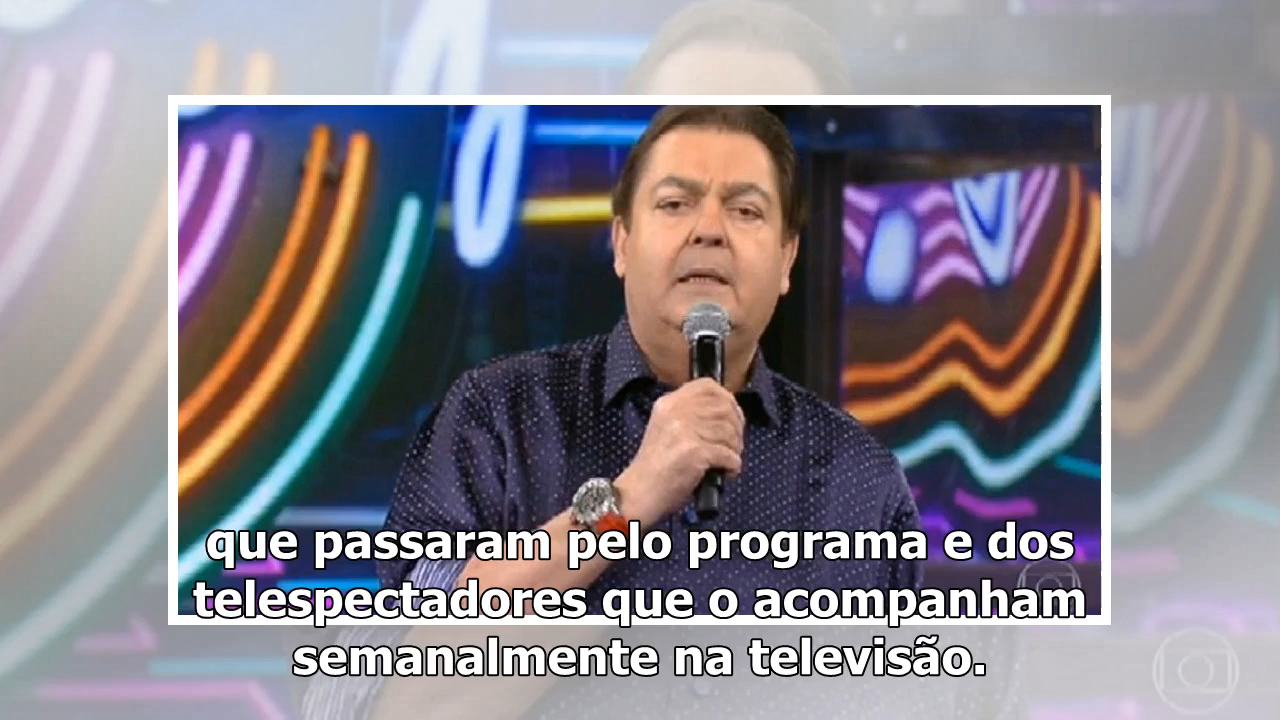 que passaram pelo programa e dos
telespectadores que o acompanham
semanalmente na televisão.